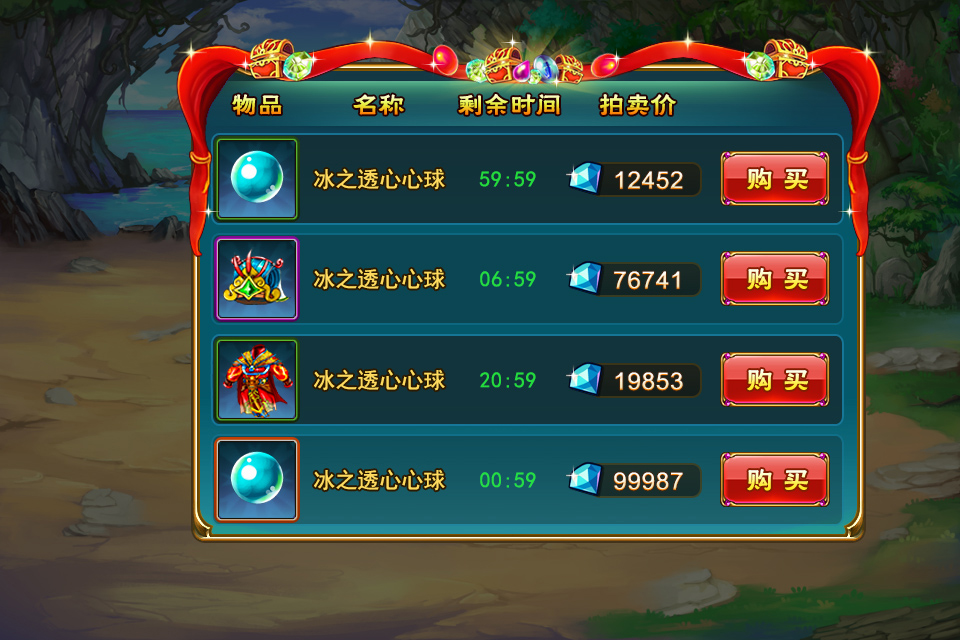 物品 名称 剩余时间 拍卖价
冰之透心心球 59:59 12452 购买
冰之透心心球 06:59 76741 购买
冰之透心心球 20:59 19853 购买
冰之透心心球 00:59 99987 购买